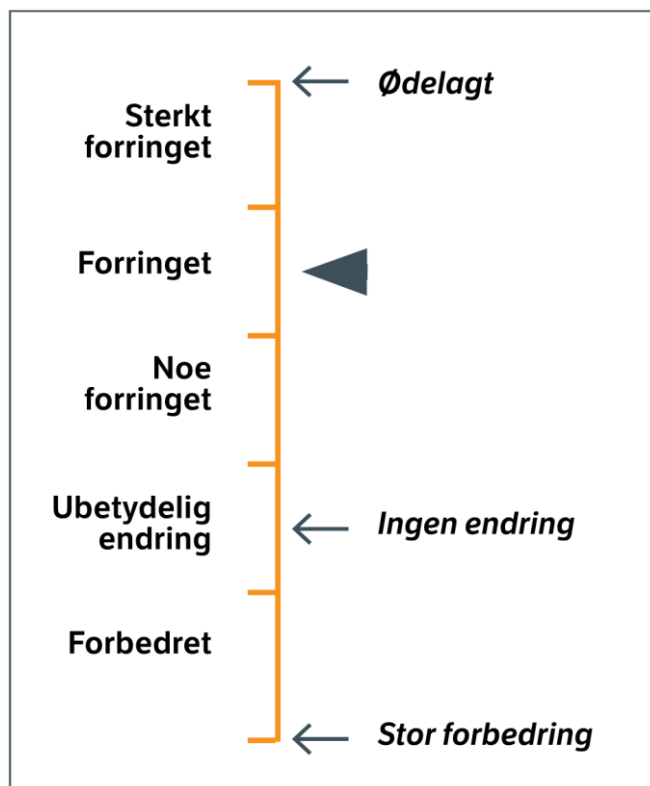 Ødelagt
Sterkt
forringet
Forringet
Noe
forringet
Ubetydelig
endring
Ingen endring
Forbedret
Stor forbedring